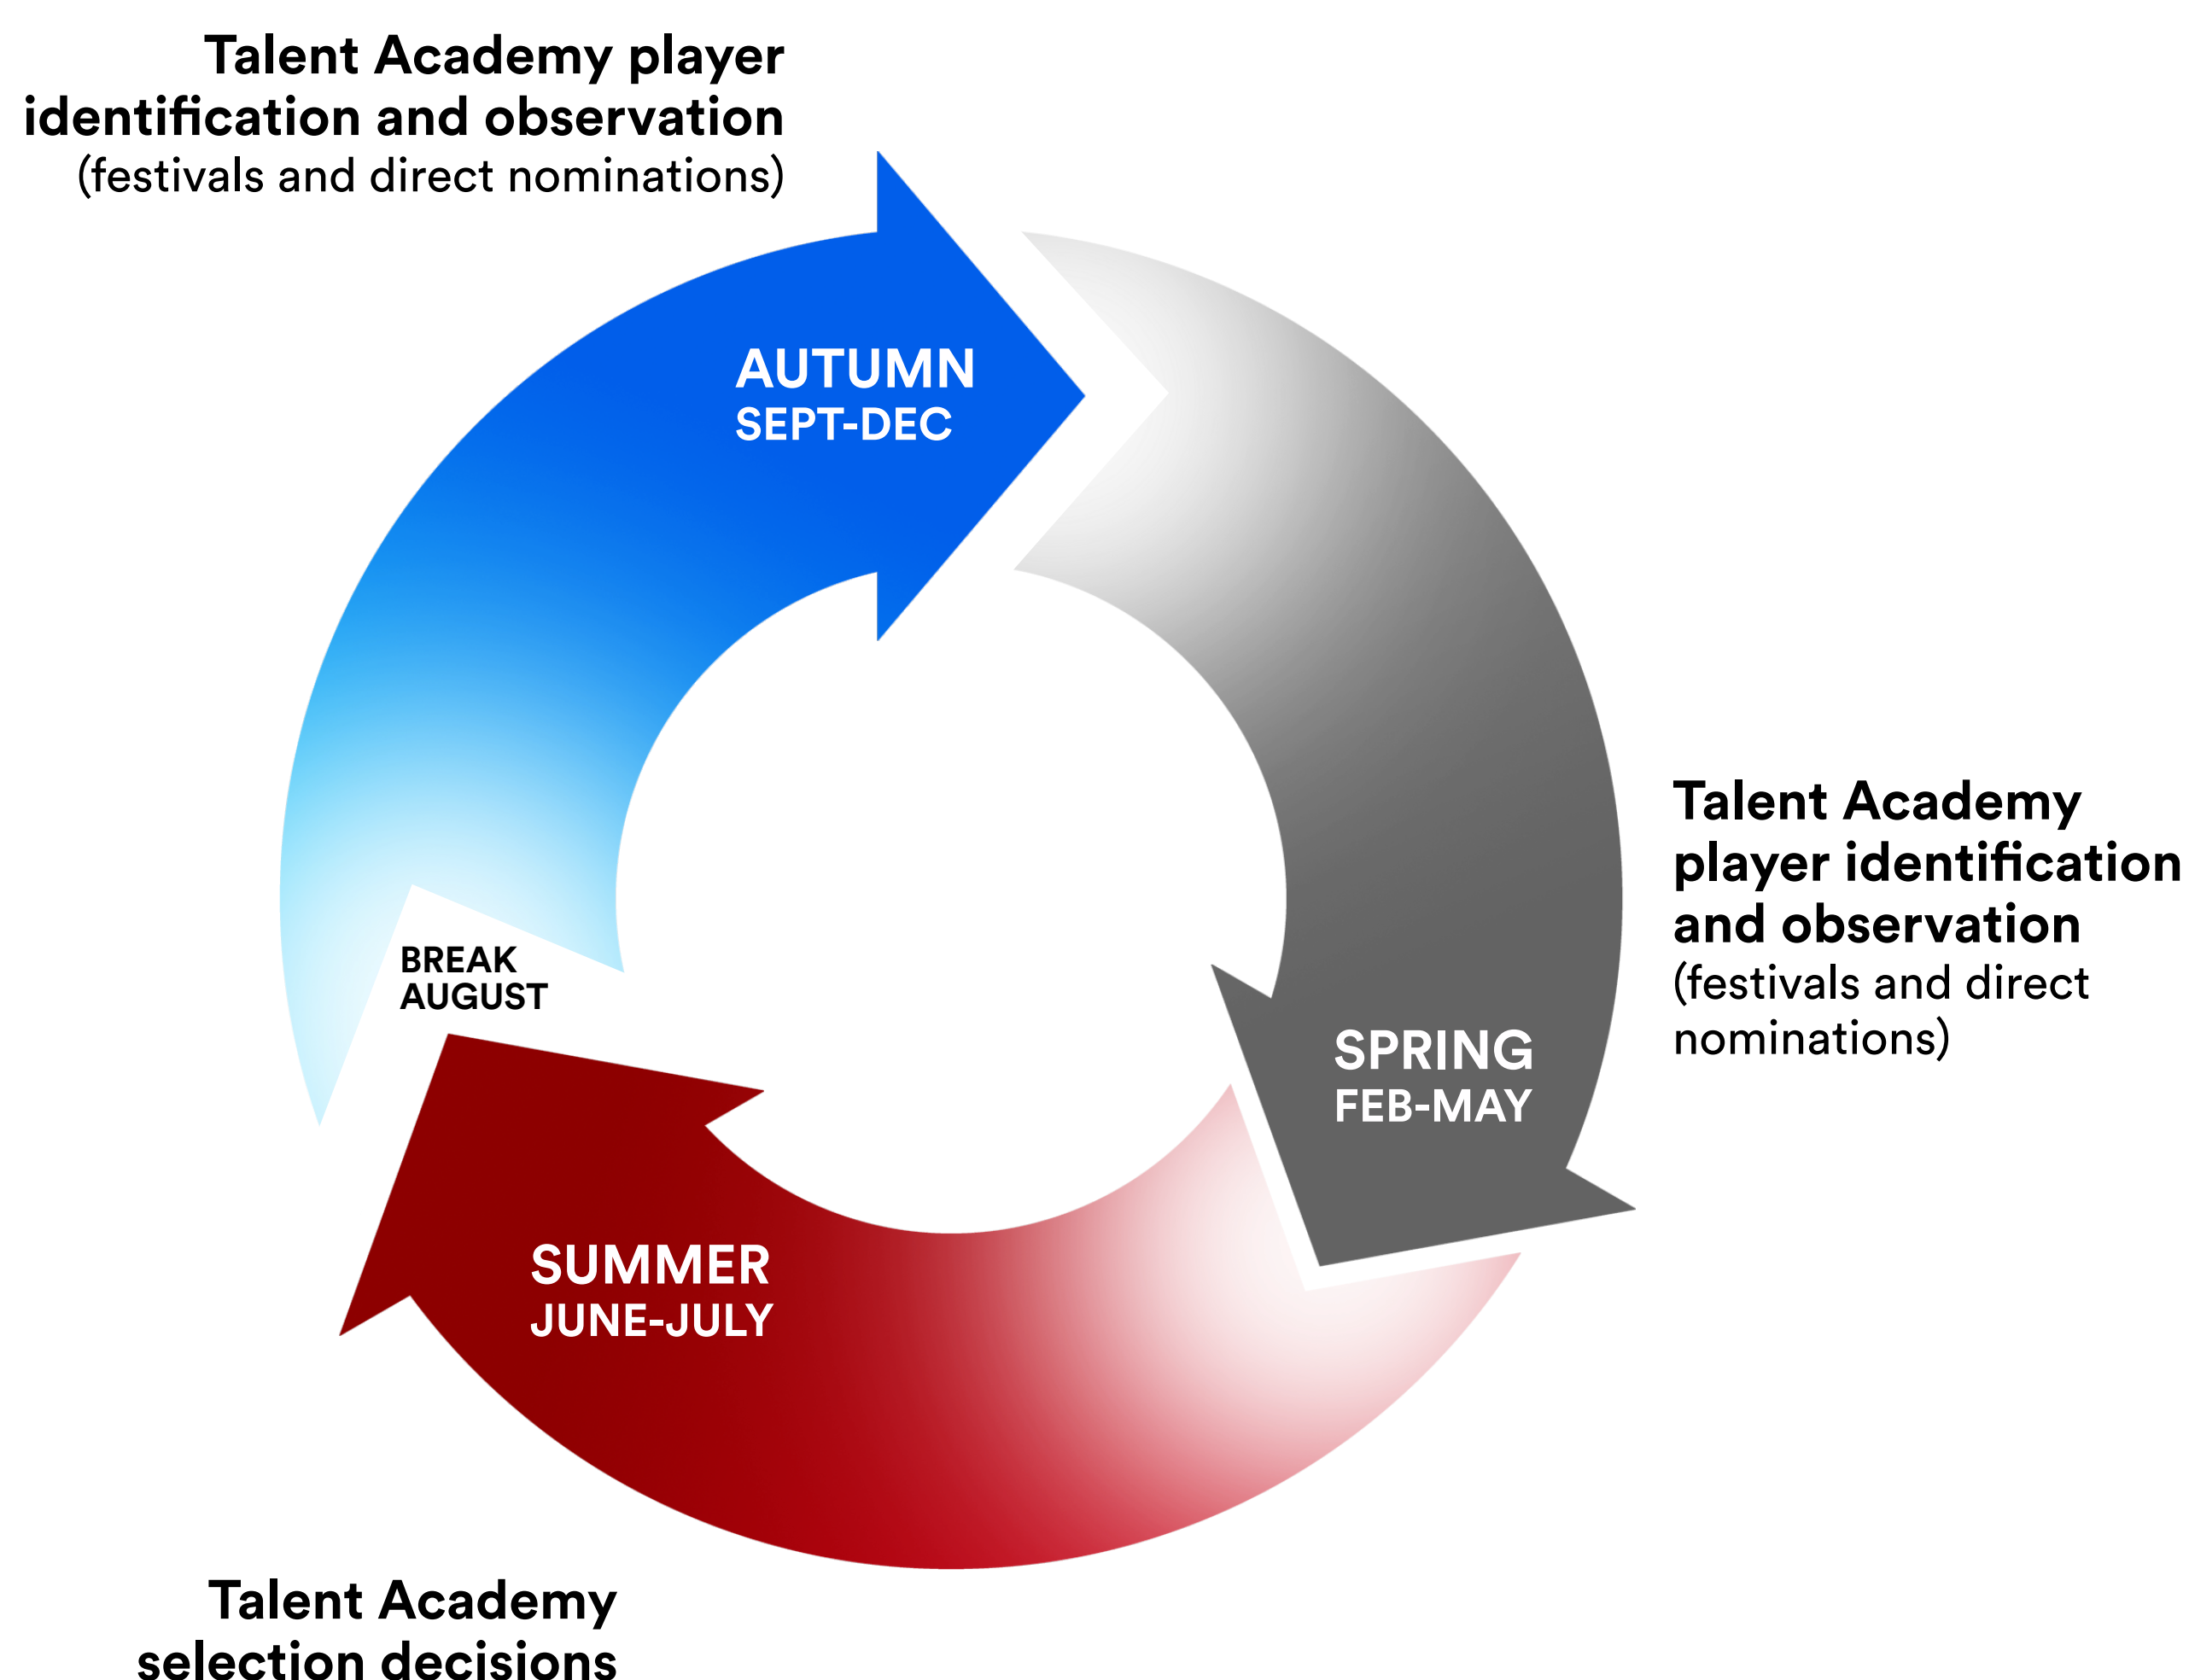 Talent Academy player
identification and observation
(festivals and direct nominations)
AUTUMN
SEPT-DEC
Talent Academy
player identification
and observation
(festivals and direct
nominations)
SPRING
FEB-MAY
BREAK
AUGUST
SUMMER
JUNE-JULY
Talent Academy
selection decisions